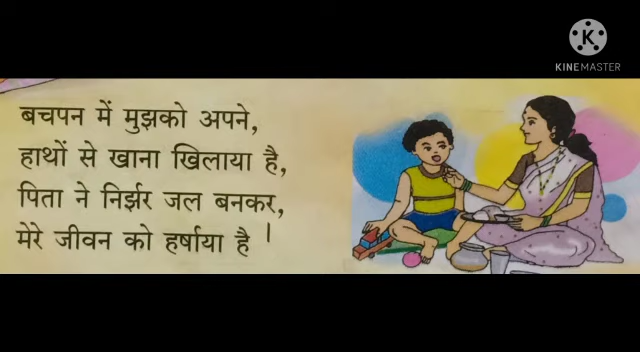 KINEMASTER
बचपन में मुझको अपने,
हाथों से खाना खिलाया है,
पिता ने निर्झर जल बनकर,
मेरे जीवन को हर्षाया है।